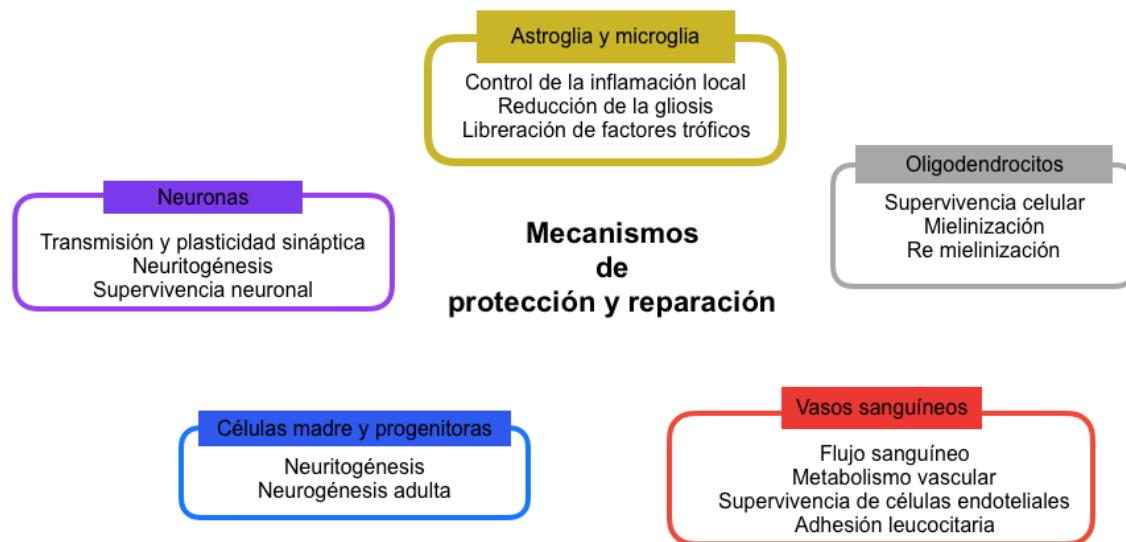 Astroglia y microglia
Control de la inflamación local
Reducción de la gliosis
Libreración de factores tróficos
Oligodendrocitos
Supervivencia celular
Mielinización
Re mielinización
Neuronas
Transmisión y plasticidad sináptica
Neuritogénesis
Supervivencia neuronal
Mecanismos
de
protección y reparación
Células madre y progenitoras
Neuritogénesis
Neurogénesis adulta
Vasos sanguíneos
Flujo sanguíneo
Metabolismo vascular
Supervivencia de células endoteliales
Adhesión leucocitaria